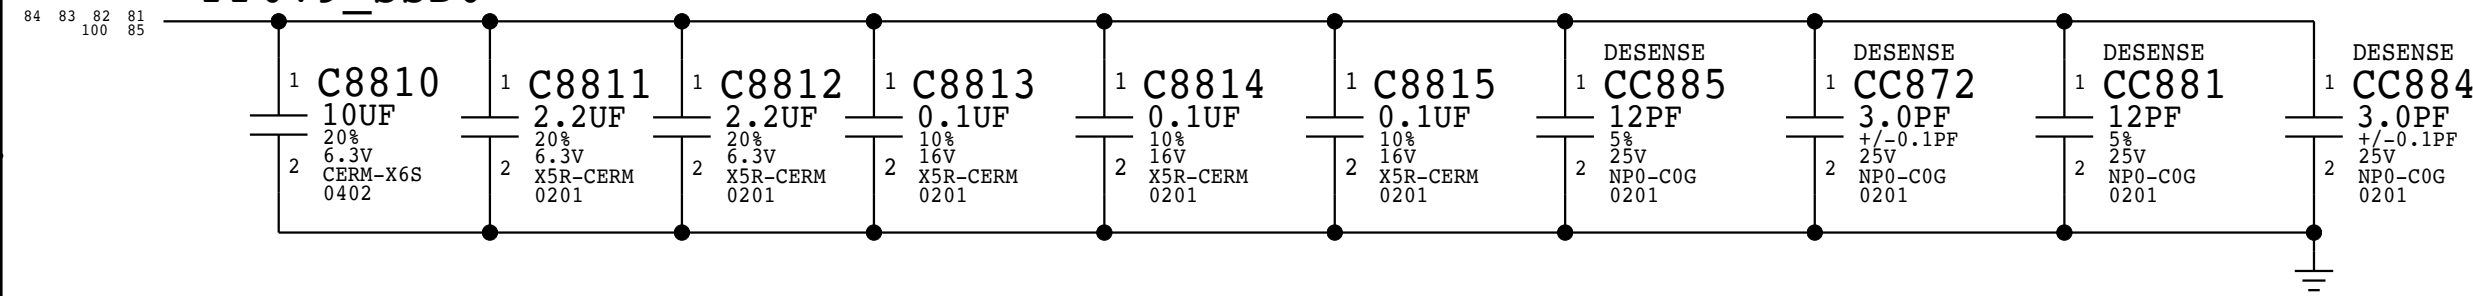 84 83 82 81
100 85
1 C8810
10UF
20%
6.3V
2 CERM-X6S
0402
1 C8811
2.2UF
20%
6.3V
2 X5R-CERM
0201
1 C8812
2.2UF
20%
6.3V
2 X5R-CERM
0201
1 C8813
0.1UF
10%
16V
2 X5R-CERM
0201
1 C8814
0.1UF
10%
16V
2 X5R-CERM
0201
1 C8815
0.1UF
10%
16V
2 X5R-CERM
0201
DESENSE
1 CC885
12PF
5%
25V
2 NP0-C0G
0201
DESENSE
1 CC872
3.0PF
+/-0.1PF
25V
2 NP0-C0G
0201
DESENSE
1 CC881
12PF
5%
25V
2 NP0-C0G
0201
DESENSE
1 CC884
3.0PF
+/-0.1PF
25V
2 NP0-C0G
0201